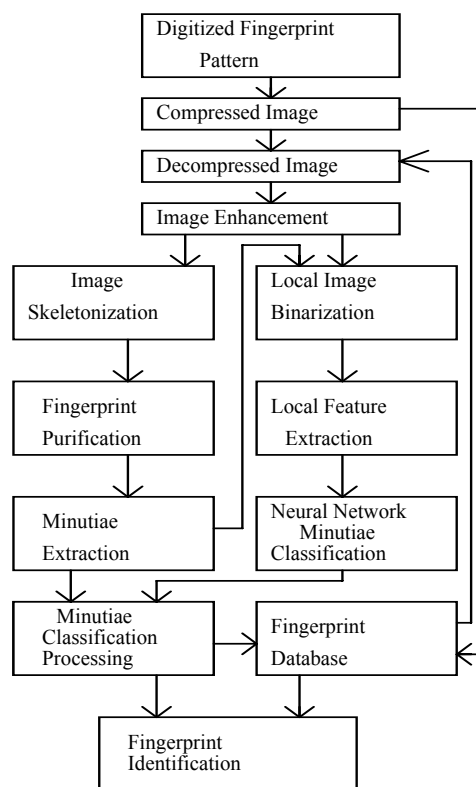 Digitized Fingerprint
Pattern
Compressed Image
Decompressed Image
Image Enhancement
Image
Skeletonization
Local Image
Binarization
Fingerprint
Purification
Local Feature
Extraction
Minutiae
Extraction
Neural Network
Minutiae
Classification
Minutiae
Classification
Processing
Fingerprint
Database
Fingerprint
Identification